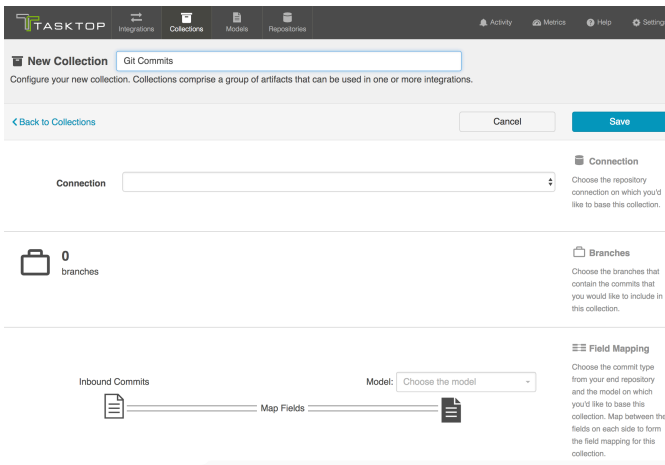 TASKTOP
Integrations
Collections
Models
Repositories
Activity
Metrics
Help
Settings
New Collection
Git Commits
Configure your new collection. Collections comprise a group of artifacts that can be used in one or more integrations.
Back to Collections
Cancel
Save
Connection
Connection
Choose the repository
connection on which you'd
like to base this collection.
0
branches
Branches
Choose the branches that
contain the commits that
you would like to include in
this collection.
Inbound Commits
Map Fields
Model:
Choose the model
Field Mapping
Choose the commit type
from your end repository
and the model on which
you'd like to base this
collection. Map between the
fields on each side to form
the field mapping for this
collection.